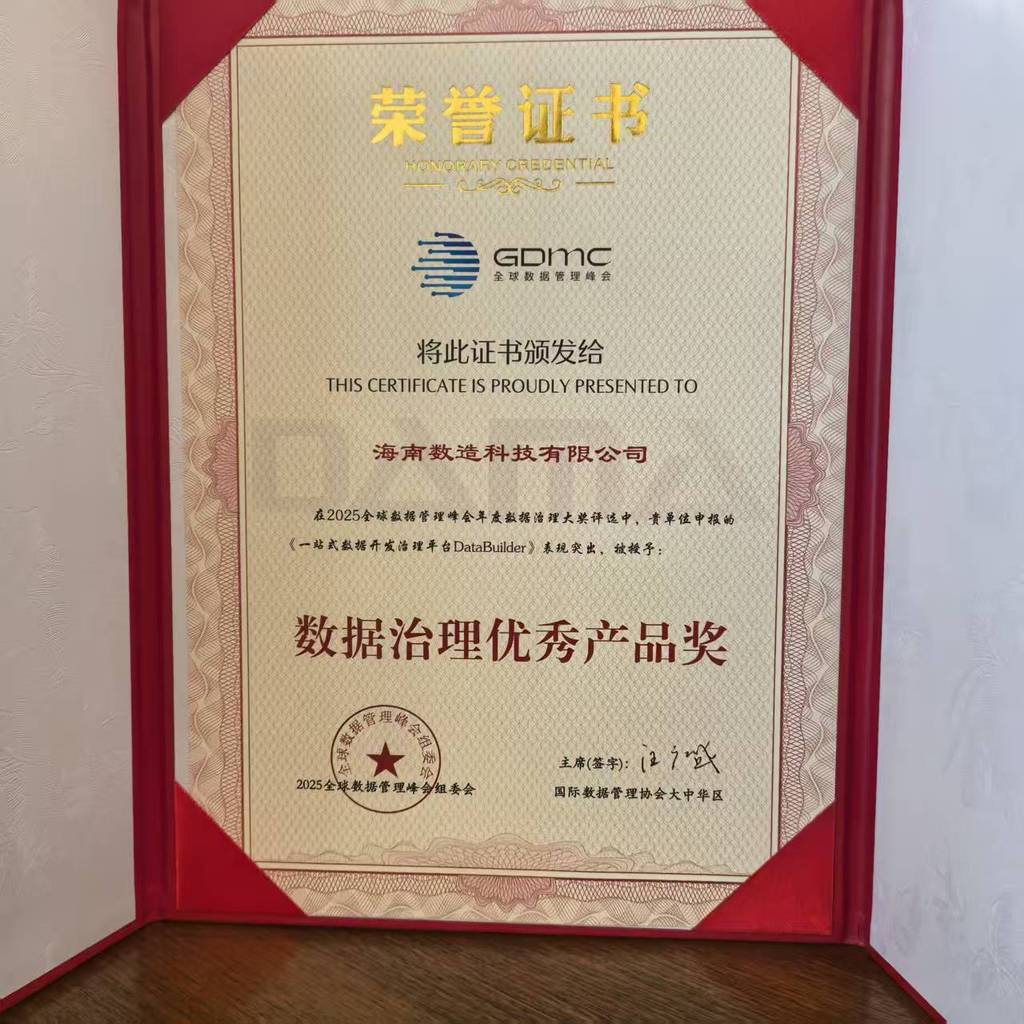 荣誉证书
HONORARY CREDENTIAL
GDMC
全球数据管理峰会
将此证书颁发给
THIS CERTIFICATE IS PROUDLY PRESENTED TO
DAMA
海南数造科技有限公司
在2025全球数据管理峰会年度数据治理大奖评选中，贵单位申报的
《一站式数据开发治理平台DataBuilder》表现突出，被授予：
数据治理优秀产品奖
全球数据管理峰会组委会
2025全球数据管理峰会组委会
主席(签字)：汪广盛
国际数据管理协会大中华区